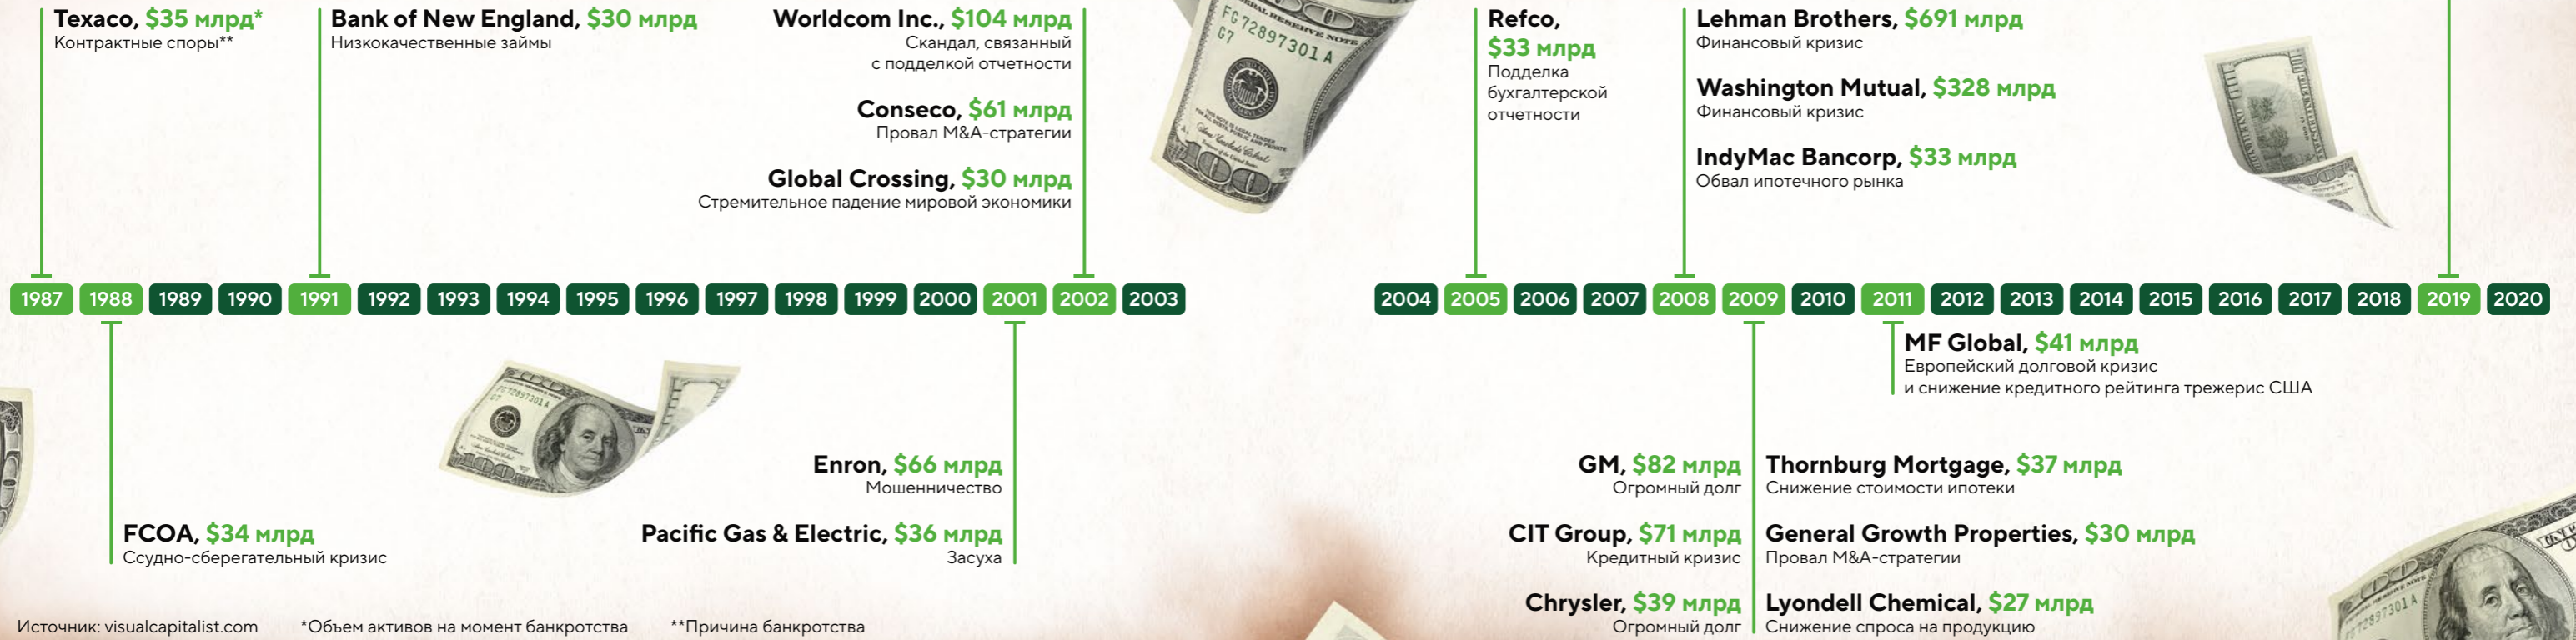 Texaco, $35 млрд*
Контрактные споры**
Bank of New England, $30 млрд
Низкокачественные займы
Worldcom Inc., $104 млрд
Скандал, связанный
с подделкой отчетности
Conseco, $61 млрд
Провал M&A-стратегии
Global Crossing, $30 млрд
Стремительное падение мировой экономики
FG 72897301 A
G7
Refco,
$33 млрд
Подделка
бухгалтерской
отчетности
Lehman Brothers, $691 млрд
Финансовый кризис
Washington Mutual, $328 млрд
Финансовый кризис
IndyMac Bancorp, $33 млрд
Обвал ипотечного рынка
1987 1988 1989 1990 1991 1992 1993 1994 1995 1996 1997 1998 1999 2000 2001 2002 2003 2004 2005 2006 2007 2008 2009 2010 2011 2012 2013 2014 2015 2016 2017 2018 2019 2020
MF Global, $41 млрд
Европейский долговой кризис
и снижение кредитного рейтинга трежерис США
FCOA, $34 млрд
Ссудно-сберегательный кризис
Enron, $66 млрд
Мошенничество
Pacific Gas & Electric, $36 млрд
Засуха
GM, $82 млрд
Огромный долг
CIT Group, $71 млрд
Кредитный кризис
Chrysler, $39 млрд
Огромный долг
Thornburg Mortgage, $37 млрд
Снижение стоимости ипотеки
General Growth Properties, $30 млрд
Провал M&A-стратегии
Lyondell Chemical, $27 млрд
Снижение спроса на продукцию
Источник: visualcapitalist.com
*Объем активов на момент банкротства
**Причина банкротства